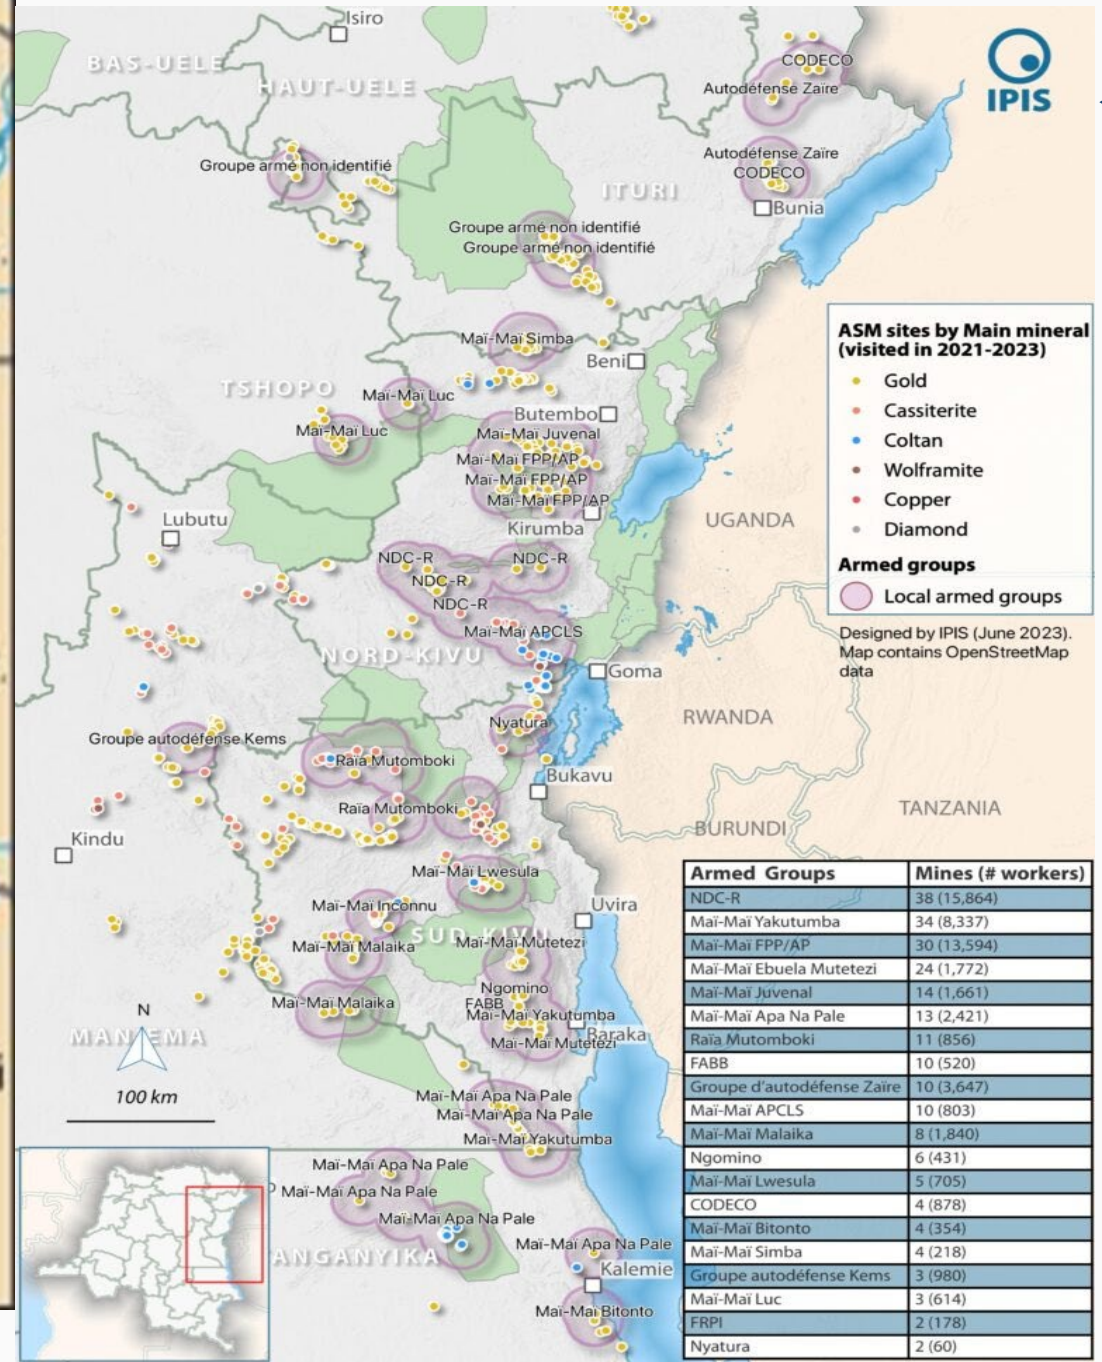 Isiro
BAS-UELE
HAUT-UELE
CODECO
Autodéfense Zaïre
IPIS
Groupe armé non identifié
Autodéfense Zaïre
CODECO
ITURI
Bunia
Groupe armé non identifié
Groupe armé non identifié
Maï-Maï Simba
Beni
TSHOPO
Maï-Maï Luc
Butembo
Maï-Maï Luc
Maï-Maï Juvenal
Maï-Maï FPP/AP
Maï-Maï FPP/AP
Maï-Maï FPP/AP
Lubutu
Kirumba
UGANDA
NDC-R
NDC-R
NDC-R
NDC-R
Maï-Maï APCLS
NORD-KIVU
Goma
ASM sites by Main mineral
(visited in 2021-2023)
Gold
Cassiterite
Coltan
Wolframite
Copper
Diamond
Armed groups
Local armed groups
Designed by IPIS (June 2023).
Map contains OpenStreetMap
data
Nyatura
RWANDA
Groupe autodéfense Kems
Raïa Mutomboki
Bukavu
Raïa Mutomboki
TANZANIA
BURUNDI
Kindu
Maï-Maï Lwesula
Maï-Maï Inconnu
Uvira
SUD-KIVU
Maï-Maï Malaika
Maï-Maï Mutetezi
Ngomino
FABB
Maï-Maï Malaika
Maï-Maï Yakutumba
Baraka
Maï-Maï Mutetezi
N
MANIEMA
100 km
Maï-Maï Apa Na Pale
Maï-Maï Apa Na Pale
Maï-Maï Yakutumba
Maï-Maï Apa Na Pale
Maï-Maï Apa Na Pale
Maï-Maï Apa Na Pale
ANGANYIKA
Maï-Maï Apa Na Pale
Kalemie
Maï-Maï Bitonto
Armed Groups Mines (# workers)
NDC-R 38 (15,864)
Maï-Maï Yakutumba 34 (8,337)
Maï-Maï FPP/AP 30 (13,594)
Maï-Maï Ebuela Mutetezi 24 (1,772)
Maï-Maï Juvenal 14 (1,661)
Maï-Maï Apa Na Pale 13 (2,421)
Raïa Mutomboki 11 (856)
FABB 10 (520)
Groupe d'autodéfense Zaïre 10 (3,647)
Maï-Maï APCLS 10 (803)
Maï-Maï Malaika 8 (1,840)
Ngomino 6 (431)
Maï-Maï Lwesula 5 (705)
CODECO 4 (878)
Maï-Maï Bitonto 4 (354)
Maï-Maï Simba 4 (218)
Groupe autodéfense Kems 3 (980)
Maï-Maï Luc 3 (614)
FRPI 2 (178)
Nyatura 2 (60)